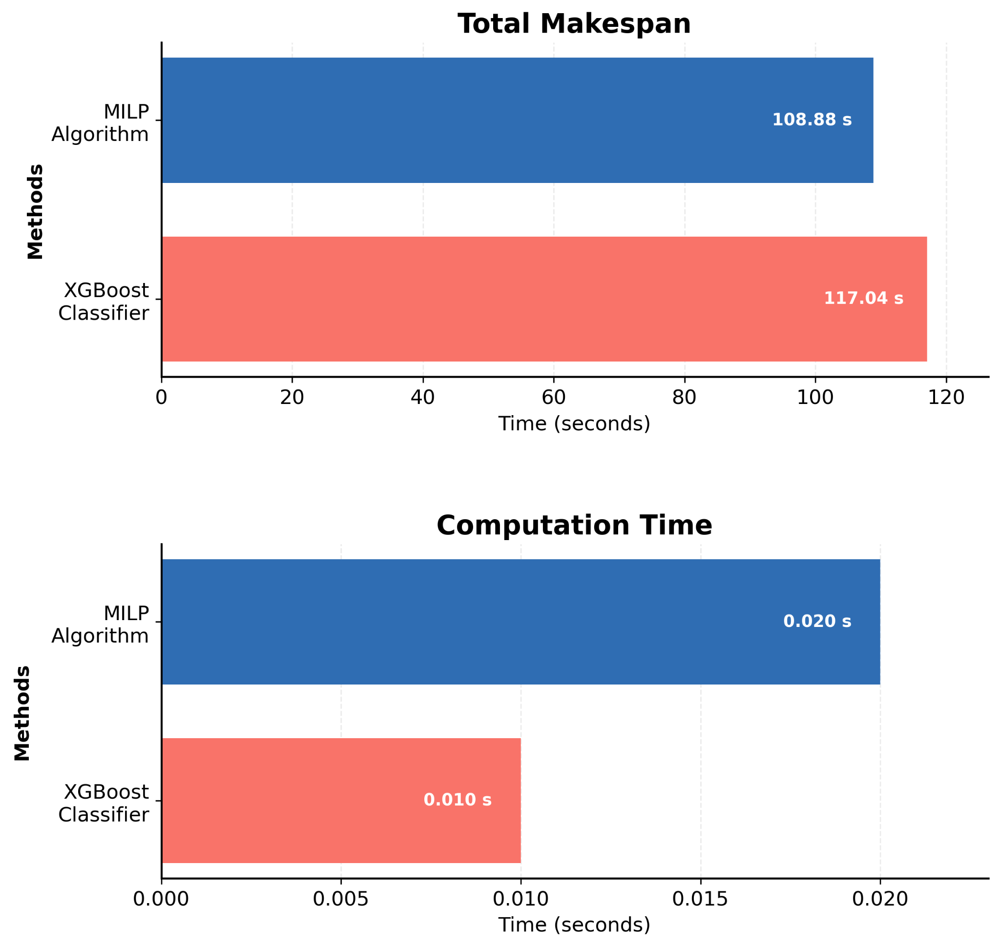 Total Makespan
MILP
Algorithm
108.88 s
Methods
XGBoost
Classifier
117.04 s
0 20 40 60 80 100 120
Time (seconds)
Computation Time
MILP
Algorithm
0.020 s
Methods
XGBoost
Classifier
0.010 s
0.000 0.005 0.010 0.015 0.020
Time (seconds)